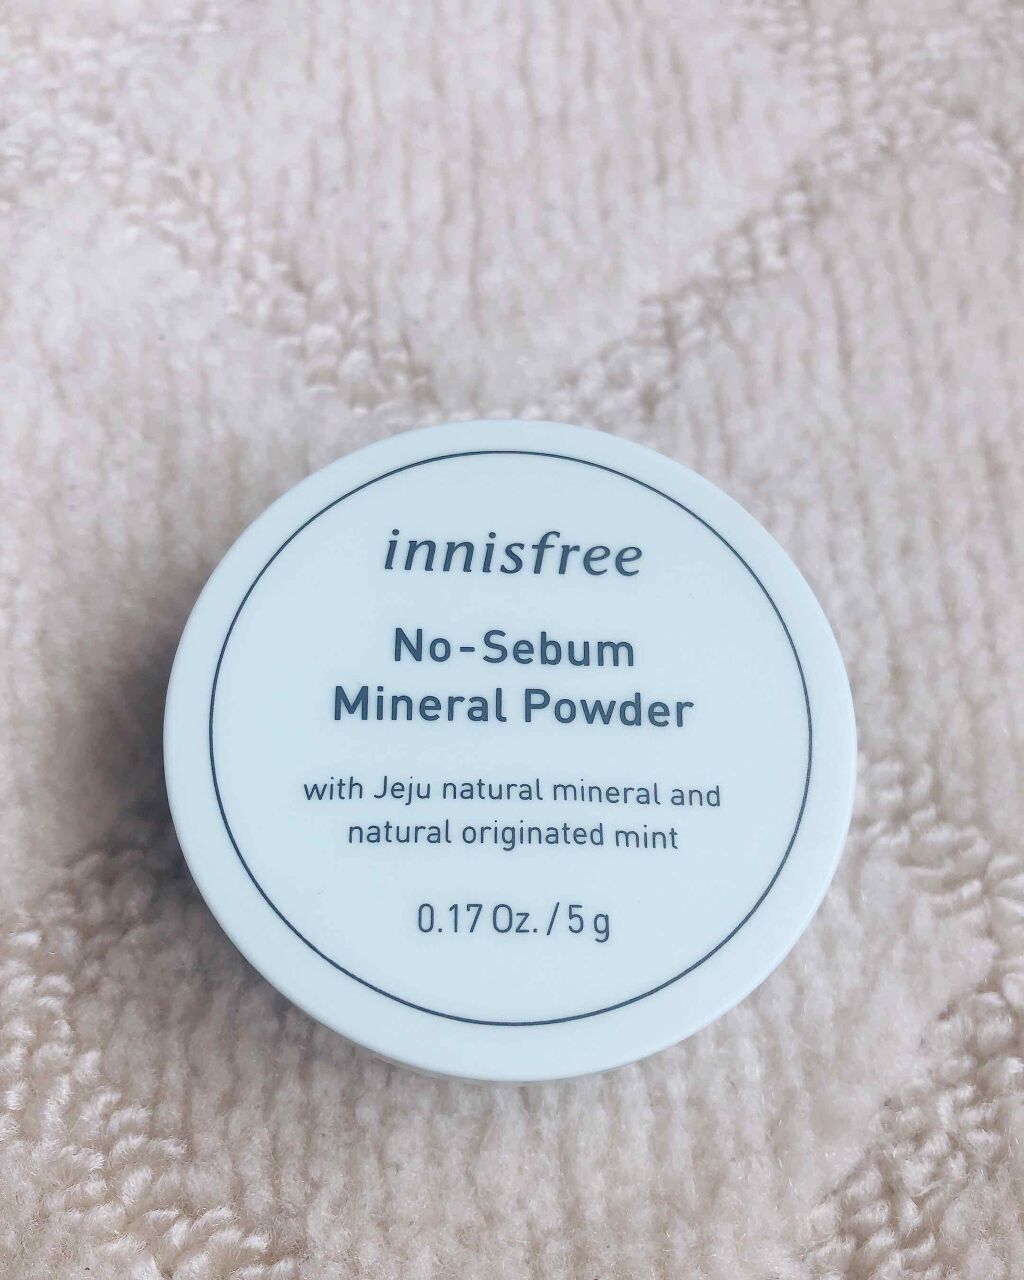 innisfree
No-Sebum
Mineral Powder
with Jeju natural mineral and
natural originated mint
0.17 Oz. / 5 g